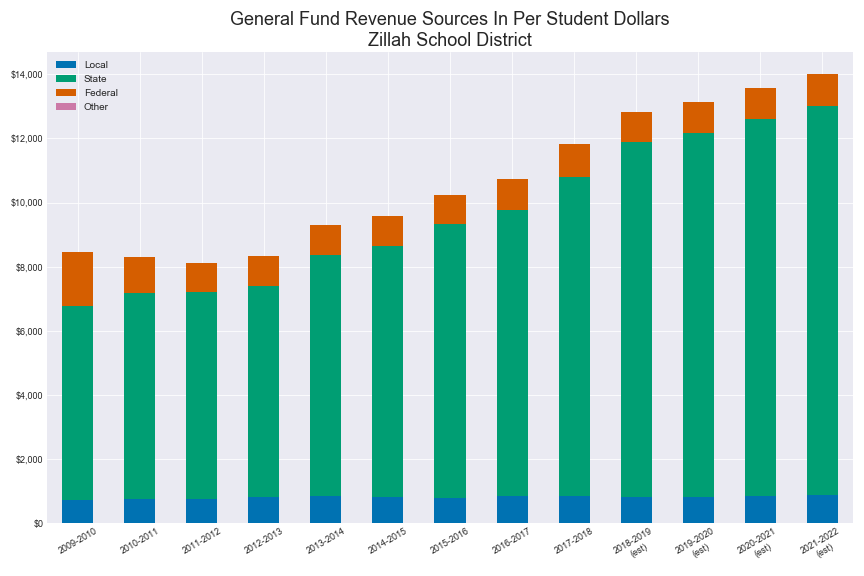 General Fund Revenue Sources In Per Student Dollars
Zillah School District
Local
State
Federal
Other
$14,000
$12,000
$10,000
$8,000
$6,000
$4,000
$2,000
$0
2009-2010
2010-2011
2011-2012
2012-2013
2013-2014
2014-2015
2015-2016
2016-2017
2017-2018
2018-2019
(est)
2019-2020
(est)
2020-2021
(est)
2021-2022
(est)